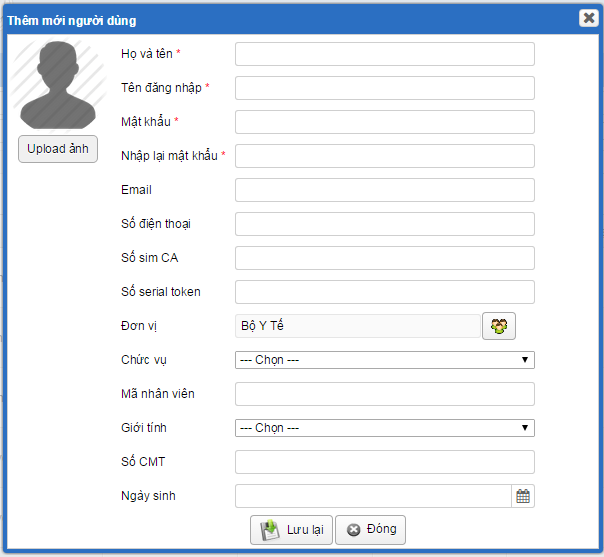 Thêm mới người dùng
Họ và tên *
Tên đăng nhập *
Mật khẩu *
Nhập lại mật khẩu *
Upload ảnh
Email
Số điện thoại
Số sim CA
Số serial token
Đơn vị Bộ Y Tế
Chức vụ --- Chọn ---
Mã nhân viên
Giới tính --- Chọn ---
Số CMT
Ngày sinh
Lưu lại Đóng